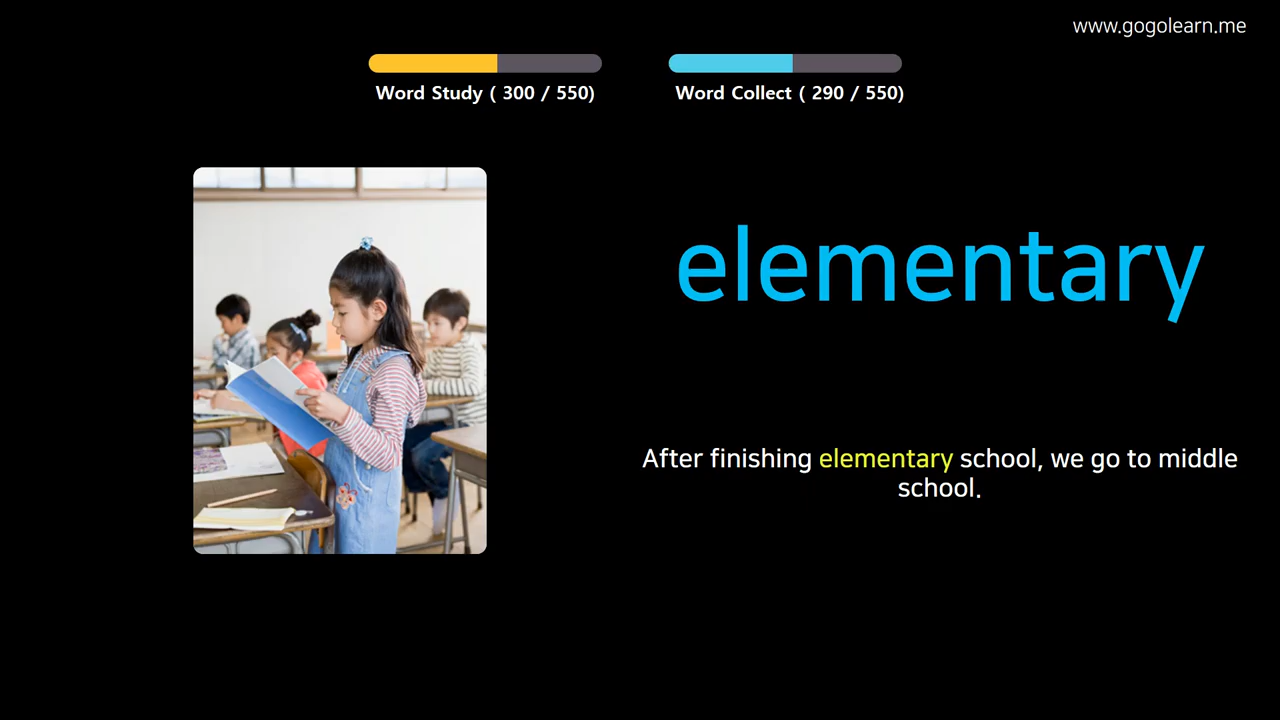 www.gogolearn.me
Word Study ( 300 / 550)
Word Collect ( 290 / 550)
elementary
After finishing elementary school, we go to middle
school.